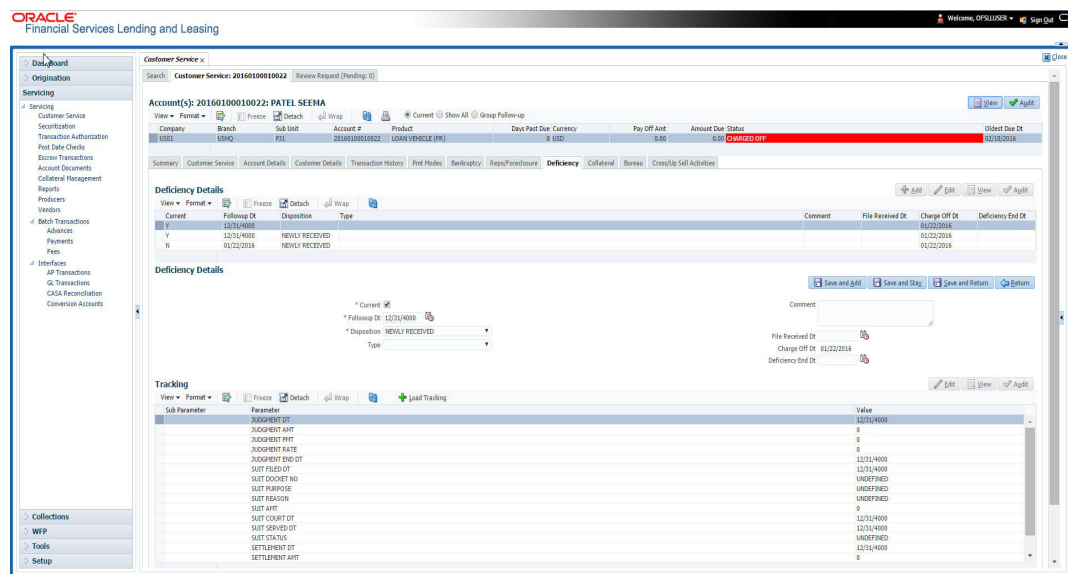 ORACLE
Financial Services Lending and Leasing
Welcome, OFSLLUSER Sign Out
Close
Dashboard
Origination
Servicing
Servicing
Customer Service
Securitization
Transaction Authorization
Post Date Checks
Escrow Transactions
Account Documents
Collateral Management
Reports
Producers
Vendors
Batch Transactions
Advances
Payments
Fees
Interfaces
AP Transactions
GL Transactions
CASA Reconciliation
Conversion Accounts
Collections
WFP
Tools
Setup
Customer Service x
Search Customer Service: 20160100010022 Review Request (Pending: 0)
Account(s): 20160100010022: PATEL SEEMA
View Audit
View Format Freeze Detach Wrap Current Show All Group Follow-up
Company Branch Sub Unit Account # Product Days Past Due Currency Pay Off Amt Amount Due Status Oldest Due Dt
US01 USHQ PJ1 20160100010022 LOAN VEHICLE (FR) 0 USD 0.00 0.00 CHARGED OFF 02/18/2016
Summary Customer Service Account Details Customer Details Transaction History Pmt Modes Bankruptcy Repo/Foreclosure Deficiency Collateral Bureau Cross/Up Sell Activities
Deficiency Details
Add Edit View Audit
View Format Freeze Detach Wrap
Current Followup Dt Disposition Type Comment File Received Dt Charge Off Dt Deficiency End Dt
Y 12/31/4000 01/22/2016
Y 12/31/4000 NEWLY RECEIVED 01/22/2016
N 01/22/2016 NEWLY RECEIVED 01/22/2016
Deficiency Details
Save and Add Save and Stay Save and Return Return
* Current
* Followup Dt 12/31/4000
* Disposition NEWLY RECEIVED
Type
Comment
File Received Dt
Charge Off Dt 01/22/2016
Deficiency End Dt
Tracking
Edit View Audit
View Format Freeze Detach Wrap Load Tracking
Sub Parameter Parameter Value
JUDGMENT DT 12/31/4000
JUDGMENT AMT 0
JUDGMENT PMT 0
JUDGMENT RATE 0
JUDGMENT END DT 12/31/4000
SUIT FILED DT 12/31/4000
SUIT DOCKET NO UNDEFINED
SUIT PURPOSE UNDEFINED
SUIT REASON UNDEFINED
SUIT AMT 0
SUIT COURT DT 12/31/4000
SUIT SERVED DT 12/31/4000
SUIT STATUS UNDEFINED
SETTLEMENT DT 12/31/4000
SETTLEMENT AMT 0